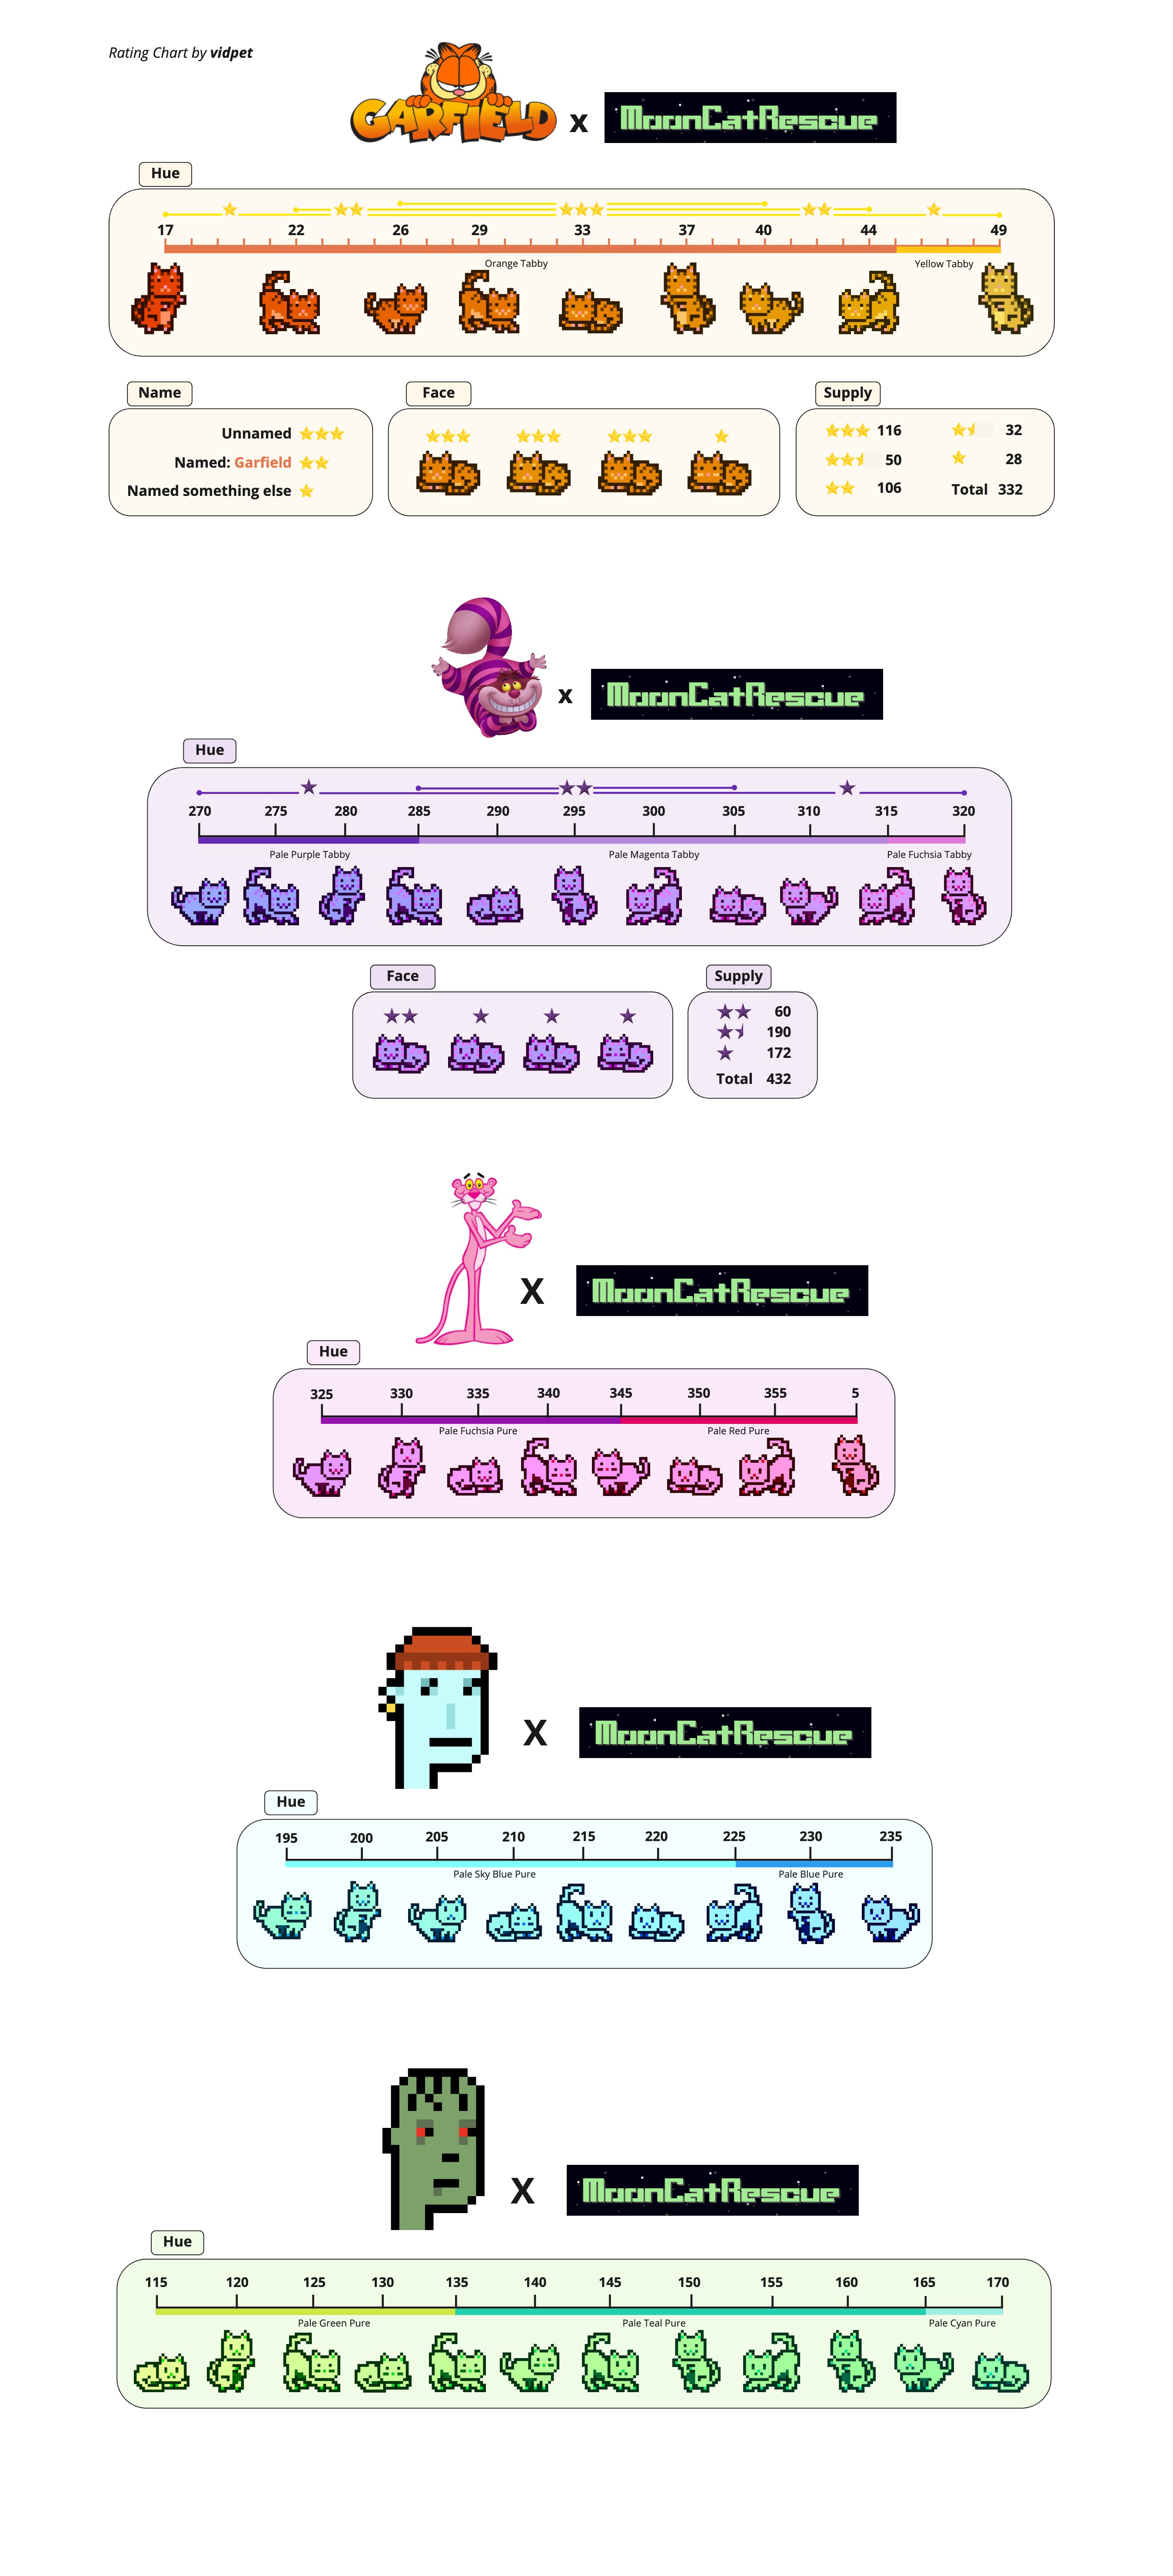 Rating Chart by vidpet
GARFIELD x MoonCatRescue
Hue
17 22 26 29 33 37 40 44 49
Orange Tabby Yellow Tabby
Name
Unnamed
Named: Garfield
Named something else
Face
Supply
116 32
50 28
106 Total 332
x MoonCatRescue
Hue
270 275 280 285 290 295 300 305 310 315 320
Pale Purple Tabby Pale Magenta Tabby Pale Fuchsia Tabby
Face
Supply
60
190
172
Total 432
X MoonCatRescue
Hue
325 330 335 340 345 350 355 5
Pale Fuchsia Pure Pale Red Pure
X MoonCatRescue
Hue
195 200 205 210 215 220 225 230 235
Pale Sky Blue Pure Pale Blue Pure
X MoonCatRescue
Hue
115 120 125 130 135 140 145 150 155 160 165 170
Pale Green Pure Pale Teal Pure Pale Cyan Pure